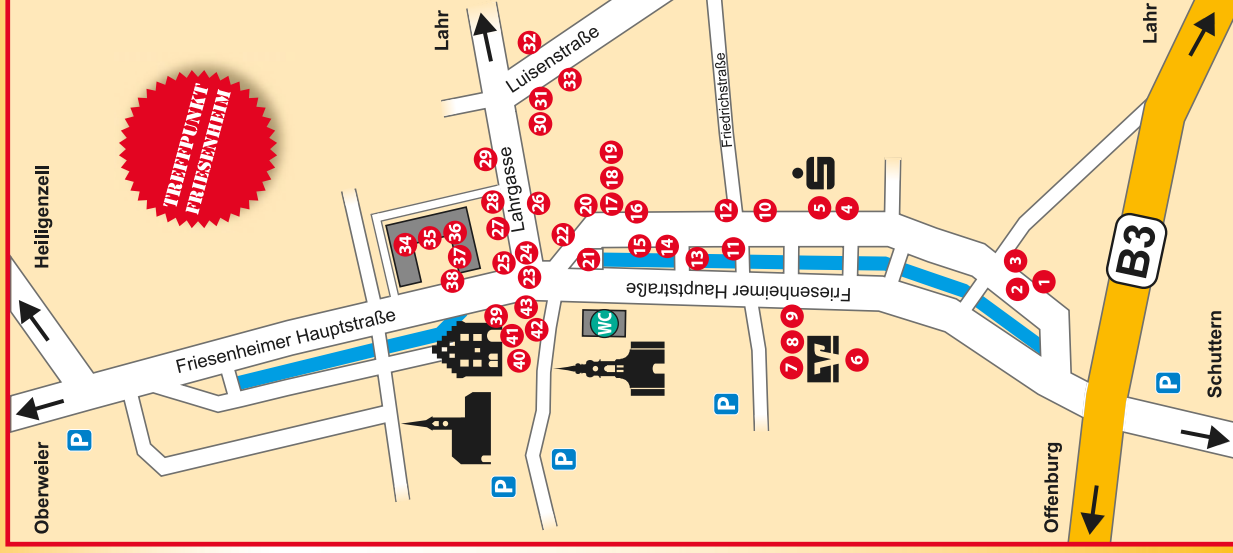 TREFFPUNKT
FRIESENHEIM
Heiligenzell
Oberweier
Lahr
Lahr
Luisenstraße
Lahrgasse
Friedrichstraße
Friesenheimer Hauptstraße
Friesenheimer Hauptstraße
B3
Offenburg
Schuttern
WC
P
P
P
P
P
1
2
3
4
5
6
7
8
9
10
11
12
13
14
15
16
17
18
19
20
21
22
23
24
25
26
27
28
29
30
31
32
33
34
35
36
37
38
39
40
41
42
43